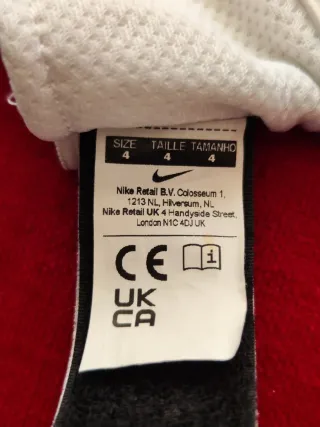 SIZE TAILLE TAMANHO
4 4 4
Nike Retail B.V. Colosseum 1,
1213 NL, Hilversum, NL
Nike Retail UK 4 Handyside Street,
London N1C 4DJ UK
CE
i
UK
CA